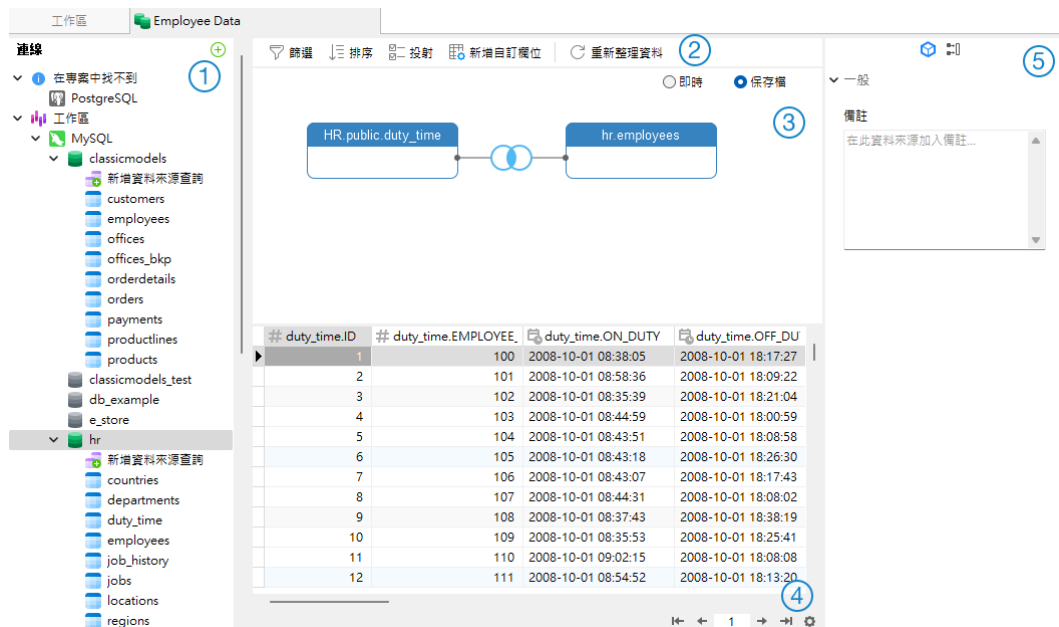 工作區
Employee Data
連線
1
在專案中找不到
PostgreSQL
工作區
MySQL
classicmodels
新增資料來源查詢
customers
employees
offices
offices_bkp
orderdetails
orders
payments
productlines
products
classicmodels_test
db_example
e_store
hr
新增資料來源查詢
countries
departments
duty_time
employees
job_history
jobs
locations
regions
篩選 排序 投射 新增自訂欄位 重新整理資料 2
即時 保存檔
3
HR.public.duty_time hr.employees
# duty_time.ID # duty_time.EMPLOYEE_ duty_time.ON_DUTY duty_time.OFF_DU
1 100 2008-10-01 08:38:05 2008-10-01 18:17:27
2 101 2008-10-01 08:58:36 2008-10-01 18:09:22
3 102 2008-10-01 08:35:39 2008-10-01 18:21:04
4 103 2008-10-01 08:44:59 2008-10-01 18:00:59
5 104 2008-10-01 08:43:51 2008-10-01 18:08:58
6 105 2008-10-01 08:43:18 2008-10-01 18:26:30
7 106 2008-10-01 08:43:07 2008-10-01 18:17:43
8 107 2008-10-01 08:44:31 2008-10-01 18:08:02
9 108 2008-10-01 08:37:43 2008-10-01 18:38:19
10 109 2008-10-01 08:35:53 2008-10-01 18:25:41
11 110 2008-10-01 09:02:15 2008-10-01 18:08:08
12 111 2008-10-01 08:54:52 2008-10-01 18:13:20
4
1
5
一般
備註
在此資料來源加入備註...